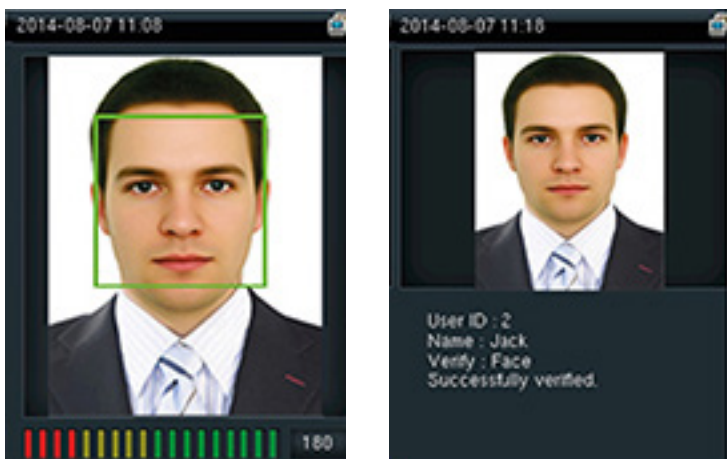 2014-08-07 11:08
180
2014-08-07 11:18
User ID : 2
Name : Jack
Verify : Face
Successfully verified.